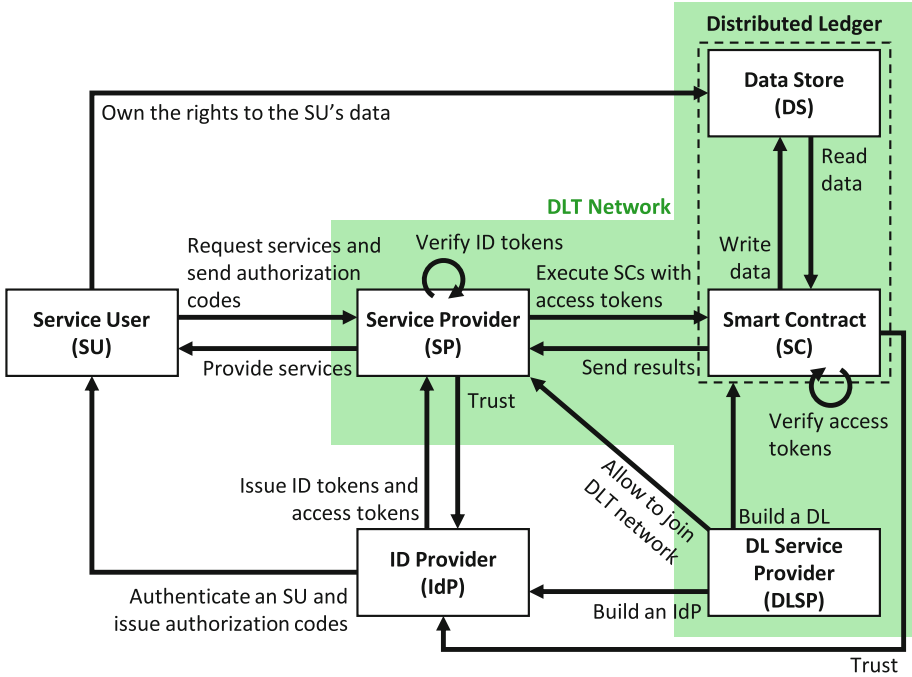 Distributed Ledger
Data Store
(DS)
Own the rights to the SU's data
Read
data
DLT Network
Write
data
Request services and
send authorization
codes
Verify ID tokens
Execute SCs with
access tokens
Service User
(SU)
Service Provider
(SP)
Smart Contract
(SC)
Provide services
Send results
Trust
Verify access
tokens
Issue ID tokens and
access tokens
Allow to join
DLT network
Build a DL
ID Provider
(IdP)
DL Service
Provider
(DLSP)
Authenticate an SU and
issue authorization codes
Build an IdP
Trust